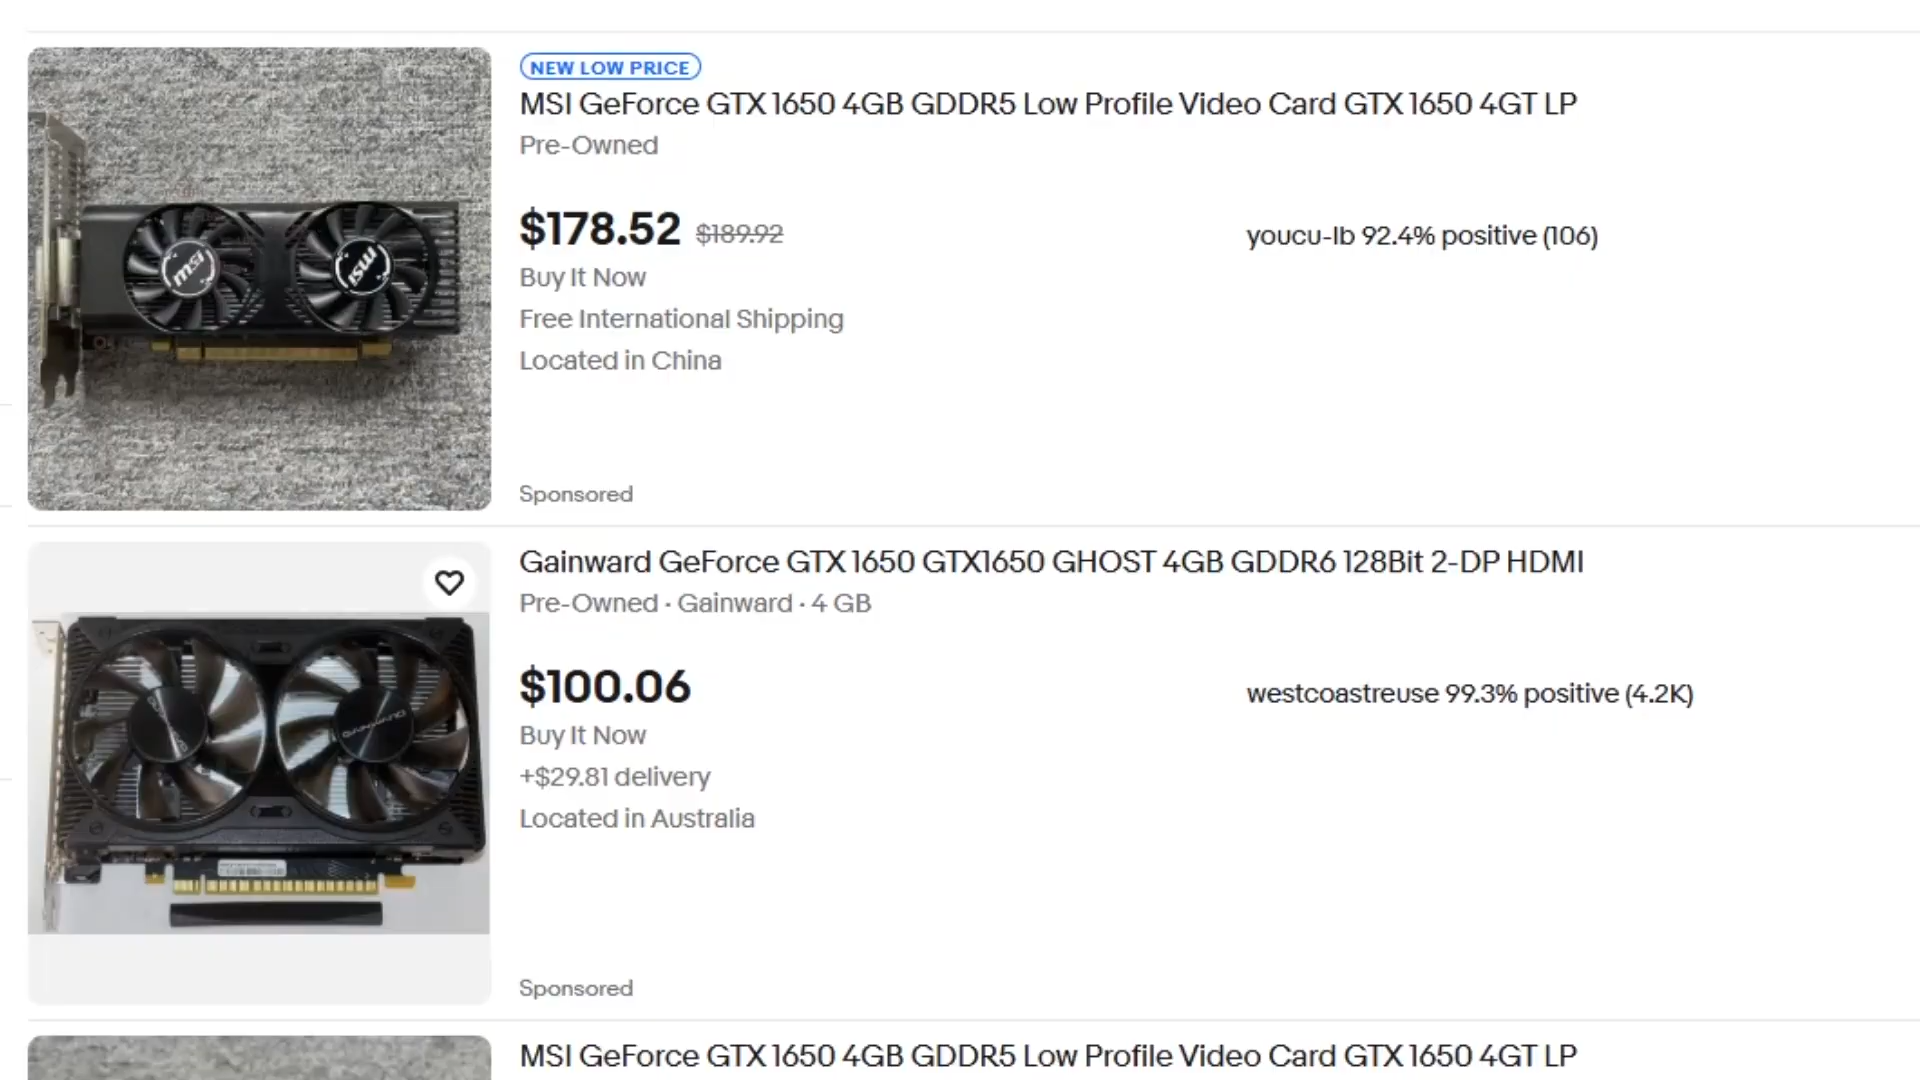 NEW LOW PRICE
MSI GeForce GTX 1650 4GB GDDR5 Low Profile Video Card GTX 1650 4GT LP
Pre-Owned
$178.52 $189.92
youcu-lb 92.4% positive (106)
Buy It Now
Free International Shipping
Located in China
msi
msi
Sponsored
Gainward GeForce GTX 1650 GTX1650 GHOST 4GB GDDR6 128Bit 2-DP HDMI
Pre-Owned · Gainward · 4 GB
$100.06
westcoastreuse 99.3% positive (4.2K)
Buy It Now
+$29.81 delivery
Located in Australia
GAINWARD
GAINWARD
Sponsored
MSI GeForce GTX 1650 4GB GDDR5 Low Profile Video Card GTX 1650 4GT LP